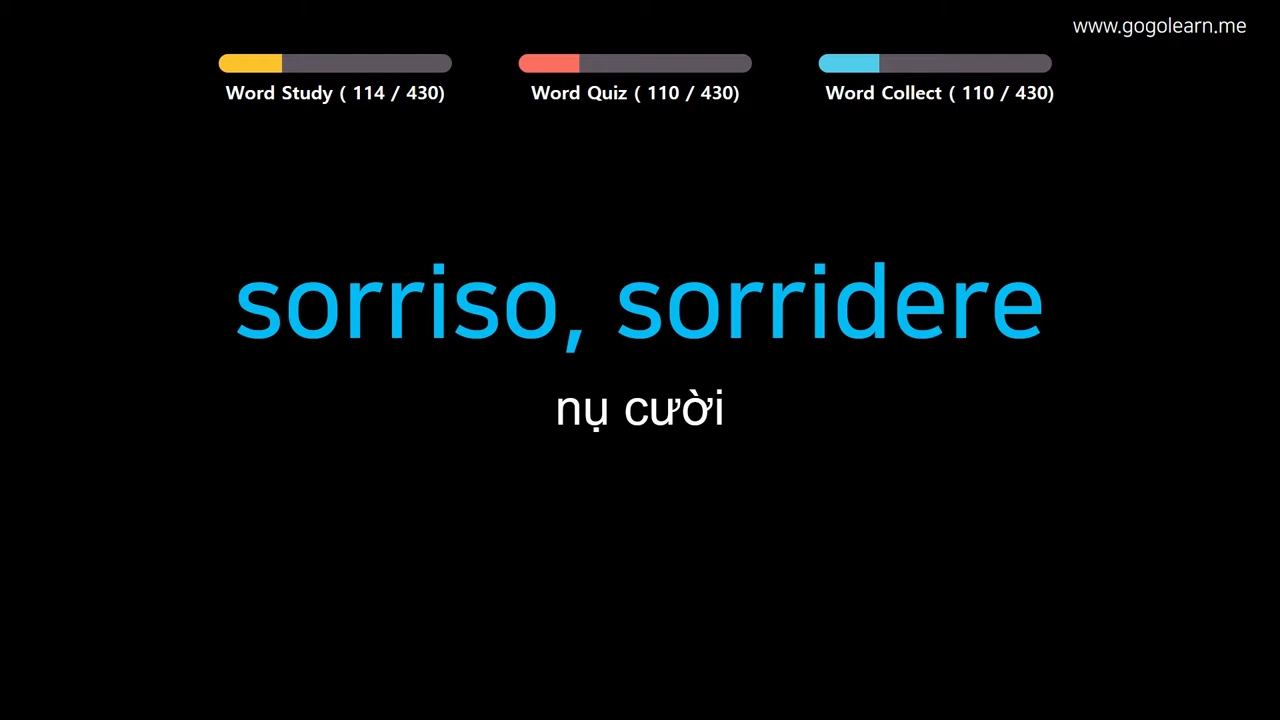 www.gogolearn.me
Word Study ( 114 / 430)
Word Quiz ( 110 / 430)
Word Collect ( 110 / 430)
sorriso, sorridere
nụ cười